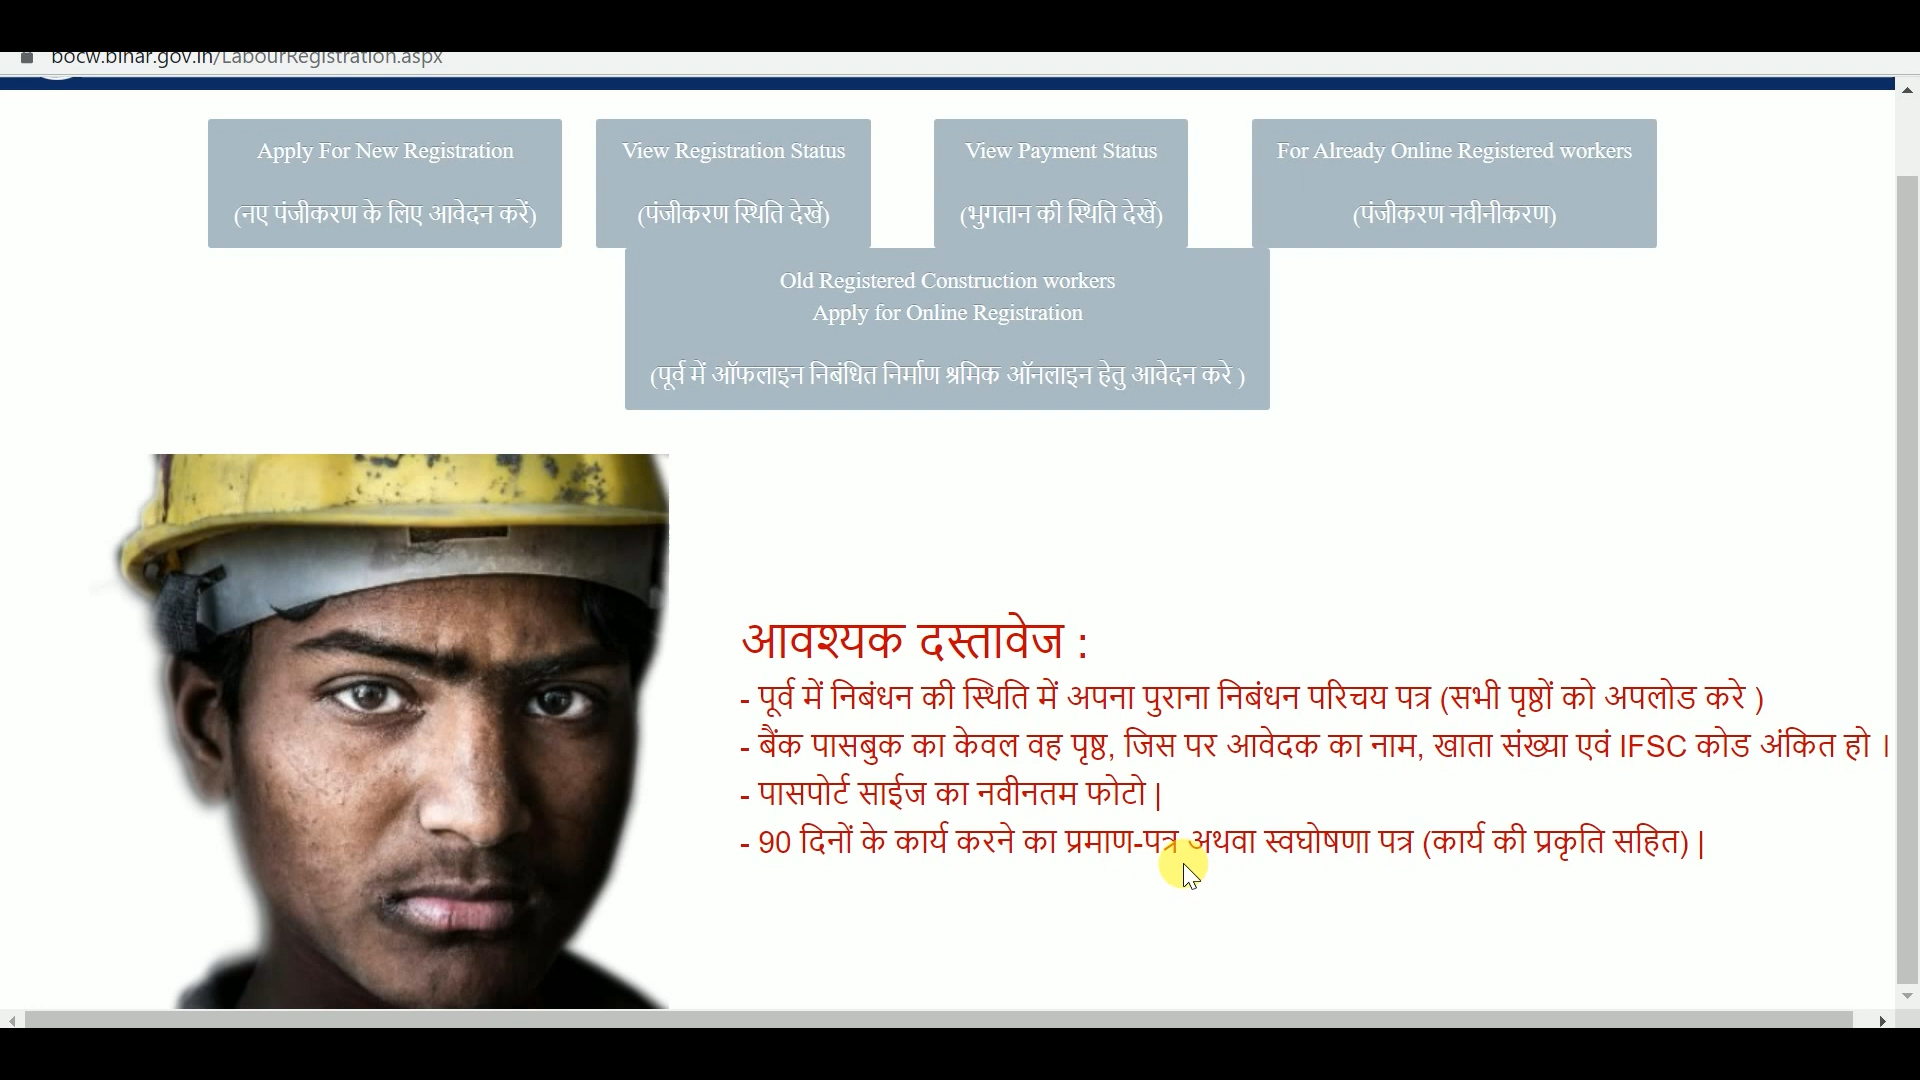 bocw.bihar.gov.in/LabourRegistration.aspx
Apply For New Registration
(नए पंजीकरण के लिए आवेदन करें)
View Registration Status
(पंजीकरण स्थिति देखें)
View Payment Status
(भुगतान की स्थिति देखें)
For Already Online Registered workers
(पंजीकरण नवीनीकरण)
Old Registered Construction workers
Apply for Online Registration
(पूर्व में ऑफलाइन निबंधित निर्माण श्रमिक ऑनलाइन हेतु आवेदन करे )
आवश्यक दस्तावेज :
- पूर्व में निबंधन की स्थिति में अपना पुराना निबंधन परिचय पत्र (सभी पृष्ठों को अपलोड करे )
- बैंक पासबुक का केवल वह पृष्ठ, जिस पर आवेदक का नाम, खाता संख्या एवं IFSC कोड अंकित हो ।
- पासपोर्ट साईज का नवीनतम फोटो |
- 90 दिनों के कार्य करने का प्रमाण-पत्र अथवा स्वघोषणा पत्र (कार्य की प्रकृति सहित) |